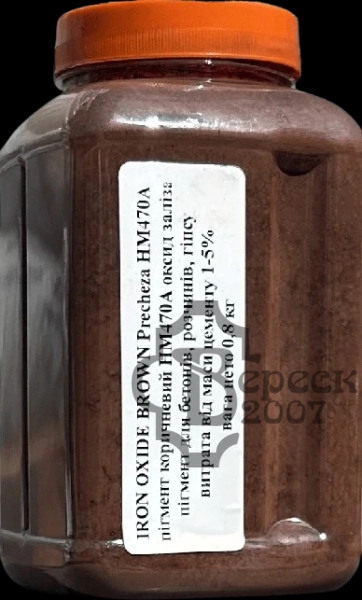 IRON OXIDE BROWN Precheza HM470A
пігмент коричневий HM470A оксид заліза
пігмент для бетонів, розчинів, гіпсу
витрата від маси цементу 1-5%
вага нето 0,8 кг
Вереск
2007